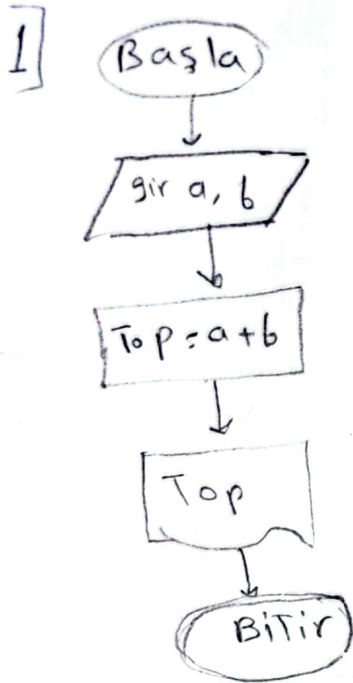 1]
Başla
gir a, b
Top = a + b
Top
BiTir